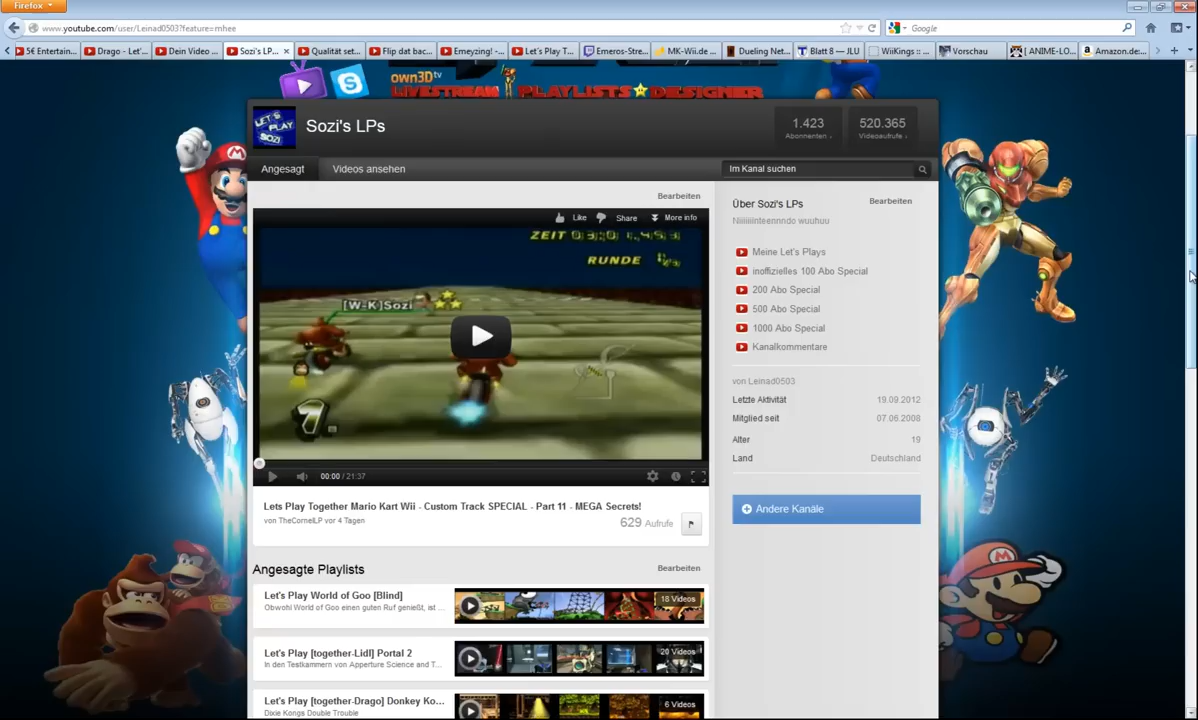 Firefox
www.youtube.com/user/Leinad0503?feature=mhee
Google
5€ Entertain...
Drago - Let'...
Dein Video ...
Sozi's LP...
Qualität set...
Flip dat bac...
Emeyzing! -...
Let's Play T...
Emeros-Stre...
MK-Wii.de ...
Dueling Net...
Blatt 8 — JLU
WiiKings :: ...
Vorschau
[ ANIME-LO...
Amazon.de:...
own3D tv
LIVESTREAM PLAYLISTS DESIGNER
LET'S PLAY SOZI
Sozi's LPs
1.423
Abonnenten ›
520.365
Videoaufrufe ›
Angesagt
Videos ansehen
Im Kanal suchen
Bearbeiten
Like
Share
More info
ZEIT
RUNDE
[W-K]Sozi
7
00:00 / 21:37
Lets Play Together Mario Kart Wii - Custom Track SPECIAL - Part 11 - MEGA Secrets!
von TheCornelLP vor 4 Tagen
629 Aufrufe
Angesagte Playlists
Bearbeiten
Let's Play World of Goo [Blind]
Obwohl World of Goo einen guten Ruf genießt, ist ...
18 Videos
Let's Play [together-Lidl] Portal 2
In den Testkammern von Apperture Science and T...
20 Videos
Let's Play [together-Drago] Donkey Ko...
Dixie Kongs Double Trouble
6 Videos
Über Sozi's LPs
Bearbeiten
Niiiiiiinteennndo wuuhuu
Meine Let's Plays
inoffizielles 100 Abo Special
200 Abo Special
500 Abo Special
1000 Abo Special
Kanalkommentare
von Leinad0503
Letzte Aktivität 19.09.2012
Mitglied seit 07.06.2008
Alter 19
Land Deutschland
Andere Kanäle